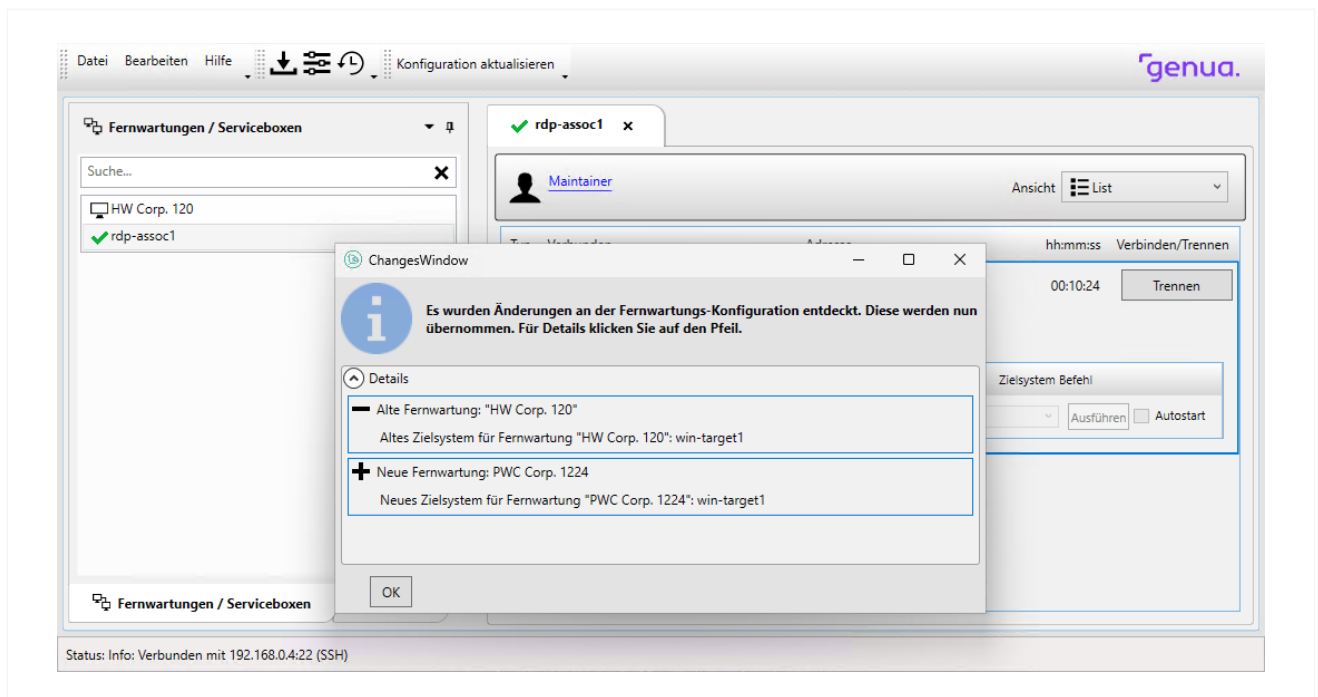 Datei Bearbeiten Hilfe Konfiguration aktualisieren genua.
Fernwartungen / Serviceboxen
rdp-assoc1 x
Suche...
Maintainer
Ansicht List
HW Corp. 120
rdp-assoc1
hh:mm:ss Verbinden/Trennen
ChangesWindow
00:10:24 Trennen
Es wurden Änderungen an der Fernwartungs-Konfiguration entdeckt. Diese werden nun
übernommen. Für Details klicken Sie auf den Pfeil.
Details
Zielsystem Befehl
Alte Fernwartung: "HW Corp. 120"
Ausführen Autostart
Altes Zielsystem für Fernwartung "HW Corp. 120": win-target1
Neue Fernwartung: PWC Corp. 1224
Neues Zielsystem für Fernwartung "PWC Corp. 1224": win-target1
OK
Fernwartungen / Serviceboxen
Status: Info: Verbunden mit 192.168.0.4:22 (SSH)